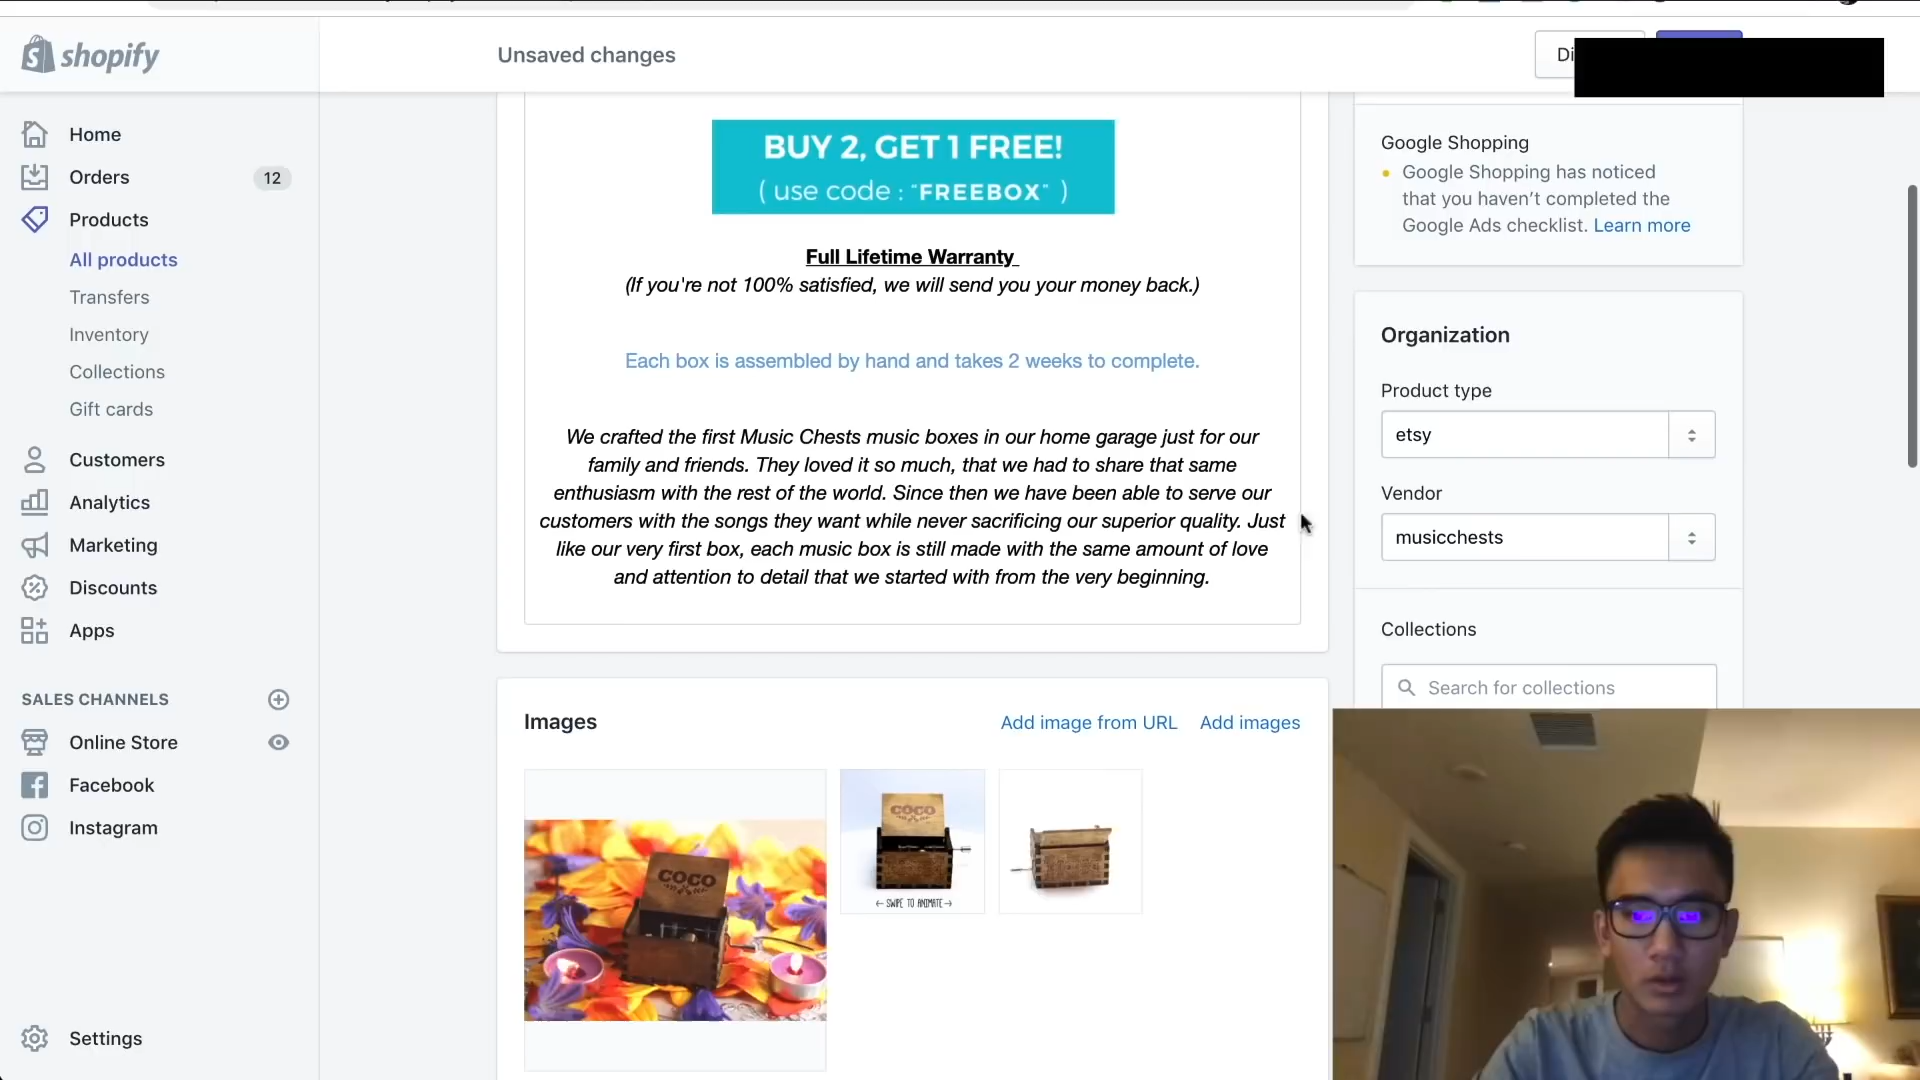 shopify
Unsaved changes
Di
Home
Orders
12
Products
All products
Transfers
Inventory
Collections
Gift cards
Customers
Analytics
Marketing
Discounts
Apps
SALES CHANNELS
Online Store
Facebook
Instagram
Settings
BUY 2, GET 1 FREE!
( use code : "FREEBOX" )
Full Lifetime Warranty
(If you're not 100% satisfied, we will send you your money back.)
Each box is assembled by hand and takes 2 weeks to complete.
We crafted the first Music Chests music boxes in our home garage just for our
family and friends. They loved it so much, that we had to share that same
enthusiasm with the rest of the world. Since then we have been able to serve our
customers with the songs they want while never sacrificing our superior quality. Just
like our very first box, each music box is still made with the same amount of love
and attention to detail that we started with from the very beginning.
Images
Add image from URL
Add images
COCO
COCO
← SWIPE TO ANIMATE →
Google Shopping
Google Shopping has noticed
that you haven't completed the
Google Ads checklist. Learn more
Organization
Product type
etsy
Vendor
musicchests
Collections
Search for collections